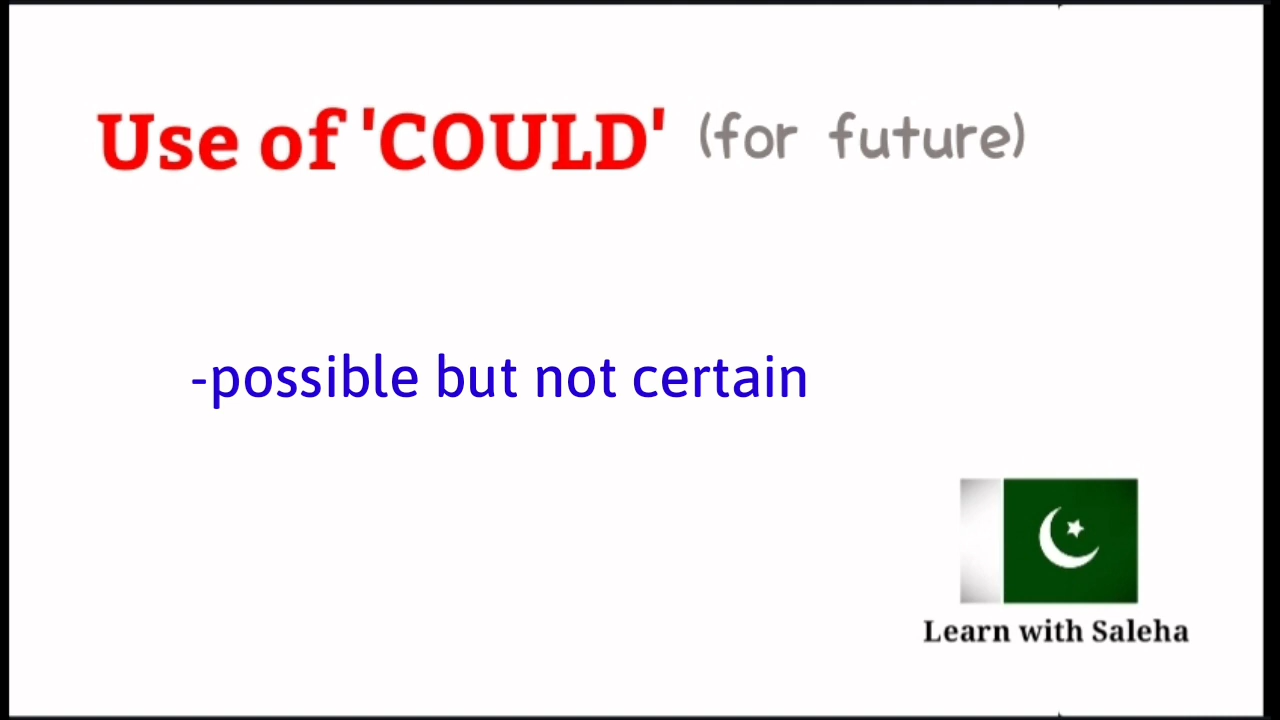 Use of 'COULD' (for future)
-possible but not certain
Learn with Saleha